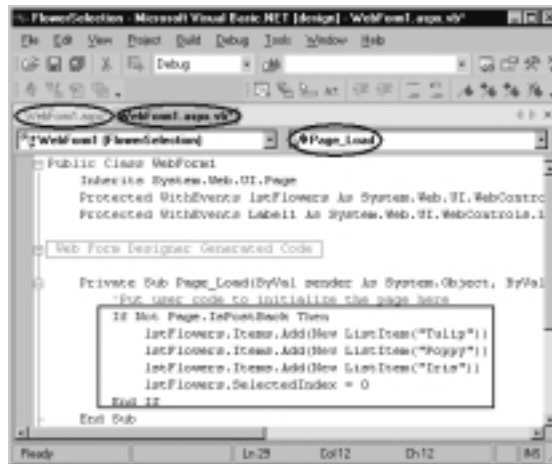 FlowerSelection - Microsoft Visual Basic.NET [design] - WebForm1.aspx.vb*
File Edit View Project Build Debug Tools Window Help
Debug
WebForm1.aspx* WebForm1.aspx.vb*
WebForm1 (FlowerSelection) Page_Load
Public Class WebForm1
Inherits System.Web.UI.Page
Protected WithEvents lstFlowers As System.Web.UI.WebContro
Protected WithEvents Label1 As System.Web.UI.WebControls.L
Web Form Designer Generated Code
Private Sub Page_Load(ByVal sender As System.Object, ByVal
'Put user code to initialize the page here
If Not Page.IsPostBack Then
lstFlowers.Items.Add(New ListItem("Tulip"))
lstFlowers.Items.Add(New ListItem("Poppy"))
lstFlowers.Items.Add(New ListItem("Iris"))
lstFlowers.SelectedIndex = 0
End If
End Sub
Ready Ln 29 Col 12 Ch 12 INS